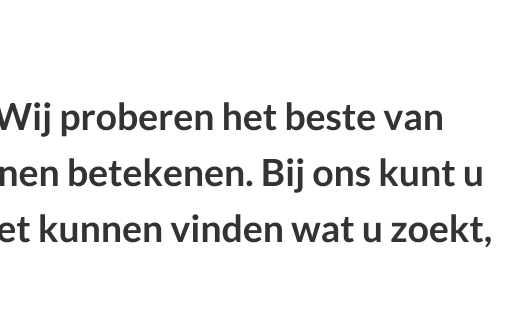 Wij proberen het beste van
nen betekenen. Bij ons kunt u
et kunnen vinden wat u zoekt,